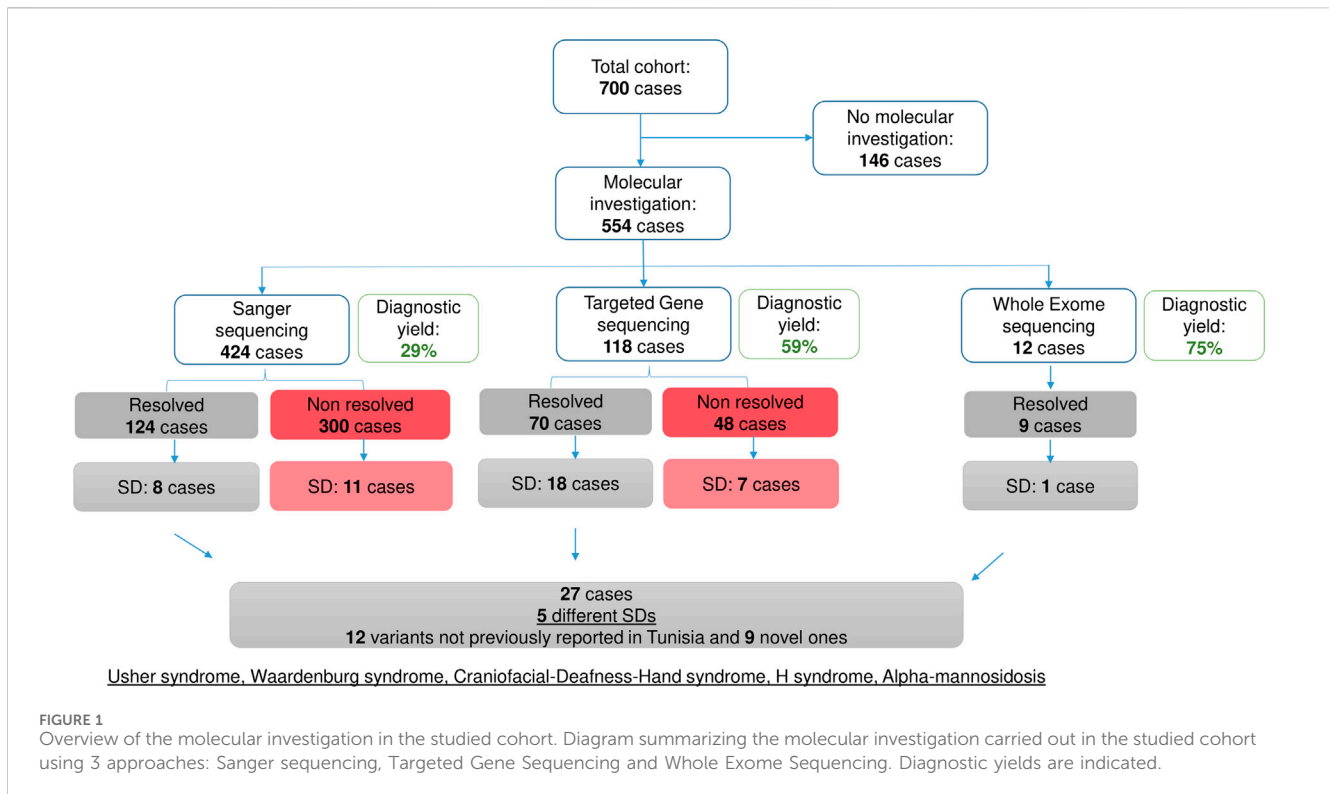 Total cohort:
700 cases
No molecular
investigation:
146 cases
Molecular
investigation:
554 cases
Sanger
sequencing
424 cases
Diagnostic
yield:
29%
Targeted Gene
sequencing
118 cases
Diagnostic
yield:
59%
Whole Exome
sequencing
12 cases
Diagnostic
yield:
75%
Resolved
124 cases
Non resolved
300 cases
Resolved
70 cases
Non resolved
48 cases
Resolved
9 cases
SD: 8 cases
SD: 11 cases
SD: 18 cases
SD: 7 cases
SD: 1 case
27 cases
5 different SDs
12 variants not previously reported in Tunisia and 9 novel ones
Usher syndrome, Waardenburg syndrome, Craniofacial-Deafness-Hand syndrome, H syndrome, Alpha-mannosidosis
FIGURE 1
Overview of the molecular investigation in the studied cohort. Diagram summarizing the molecular investigation carried out in the studied cohort
using 3 approaches: Sanger sequencing, Targeted Gene Sequencing and Whole Exome Sequencing. Diagnostic yields are indicated.